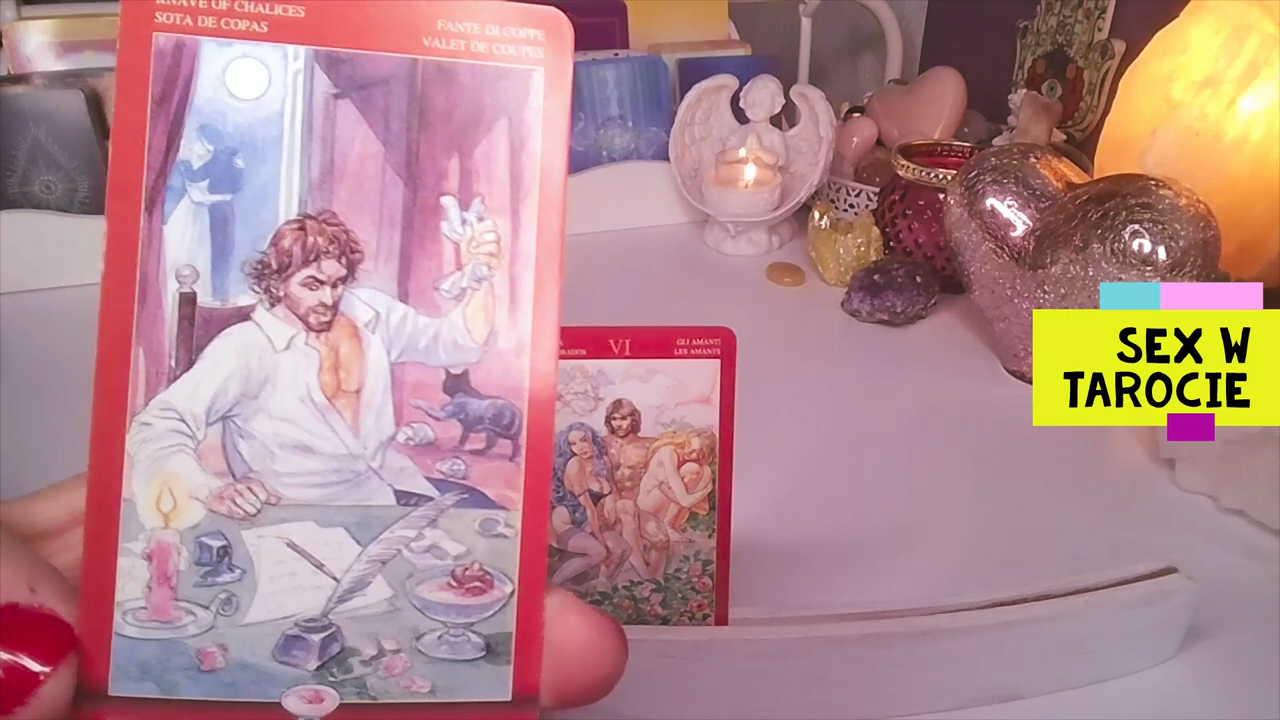 KNAVE OF CHALICES
SOTA DE COPAS
FANTE DI COPPE
VALET DE COUPES
VI
GLI AMANTI
LES AMANTS
SEX W
TAROCIE